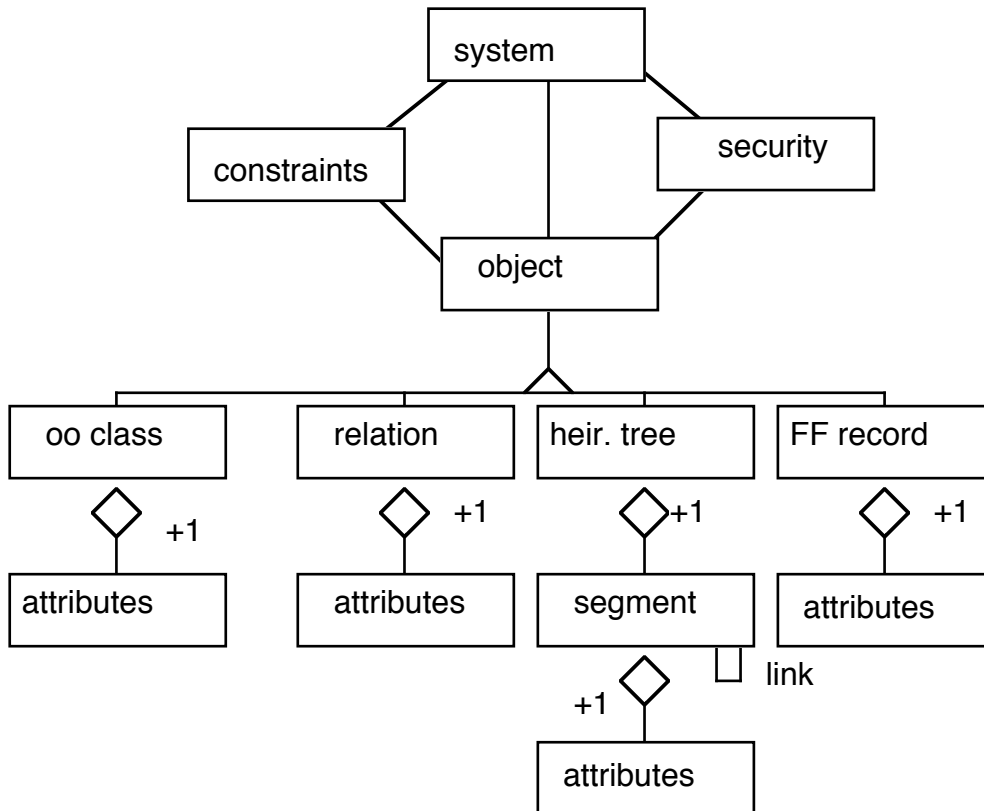 system
constraints
security
object
oo class
relation
heir. tree
FF record
+1
+1
+1
+1
attributes
attributes
segment
attributes
link
+1
attributes